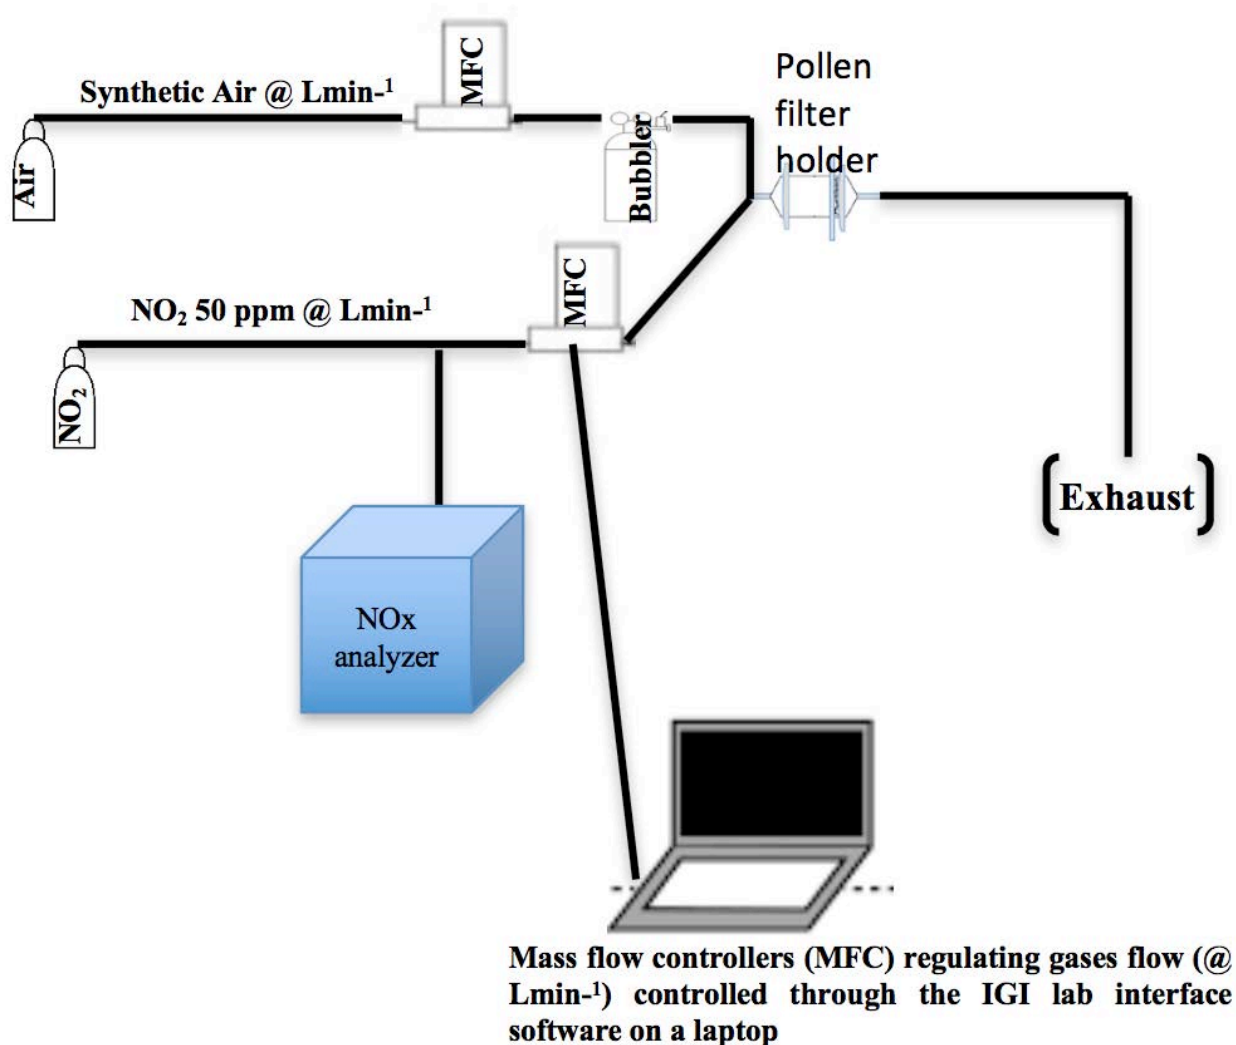 Synthetic Air @ Lmin-¹
MFC
Pollen
filter
holder
Air
Bubbler
NO₂ 50 ppm @ Lmin-¹
MFC
NO₂
Exhaust
NOx
analyzer
Mass flow controllers (MFC) regulating gases flow (@
Lmin-¹) controlled through the IGI lab interface
software on a laptop